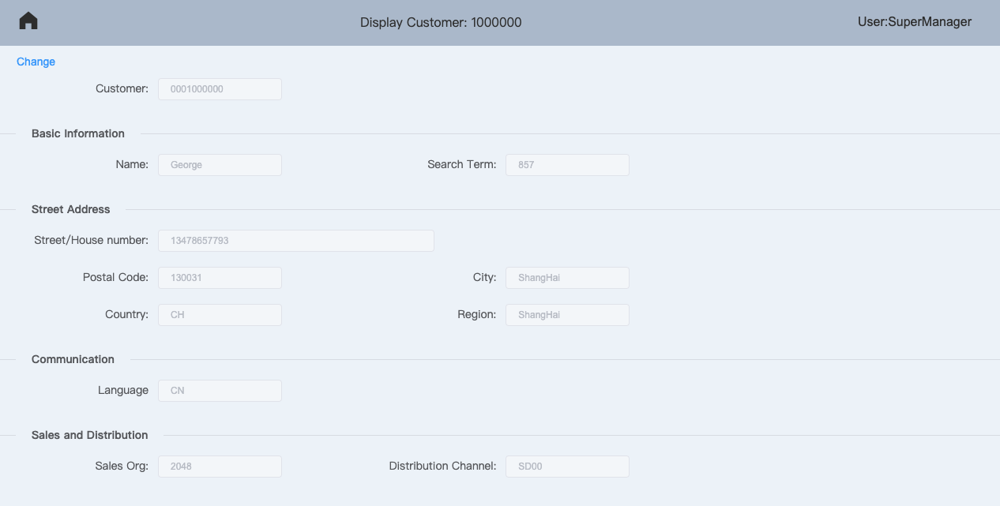 Display Customer: 1000000
User:SuperManager
Change
Customer: 0001000000
Basic Information
Name: George Search Term: 857
Street Address
Street/House number: 13478657793
Postal Code: 130031 City: ShangHai
Country: CH Region: ShangHai
Communication
Language CN
Sales and Distribution
Sales Org: 2048 Distribution Channel: SD00